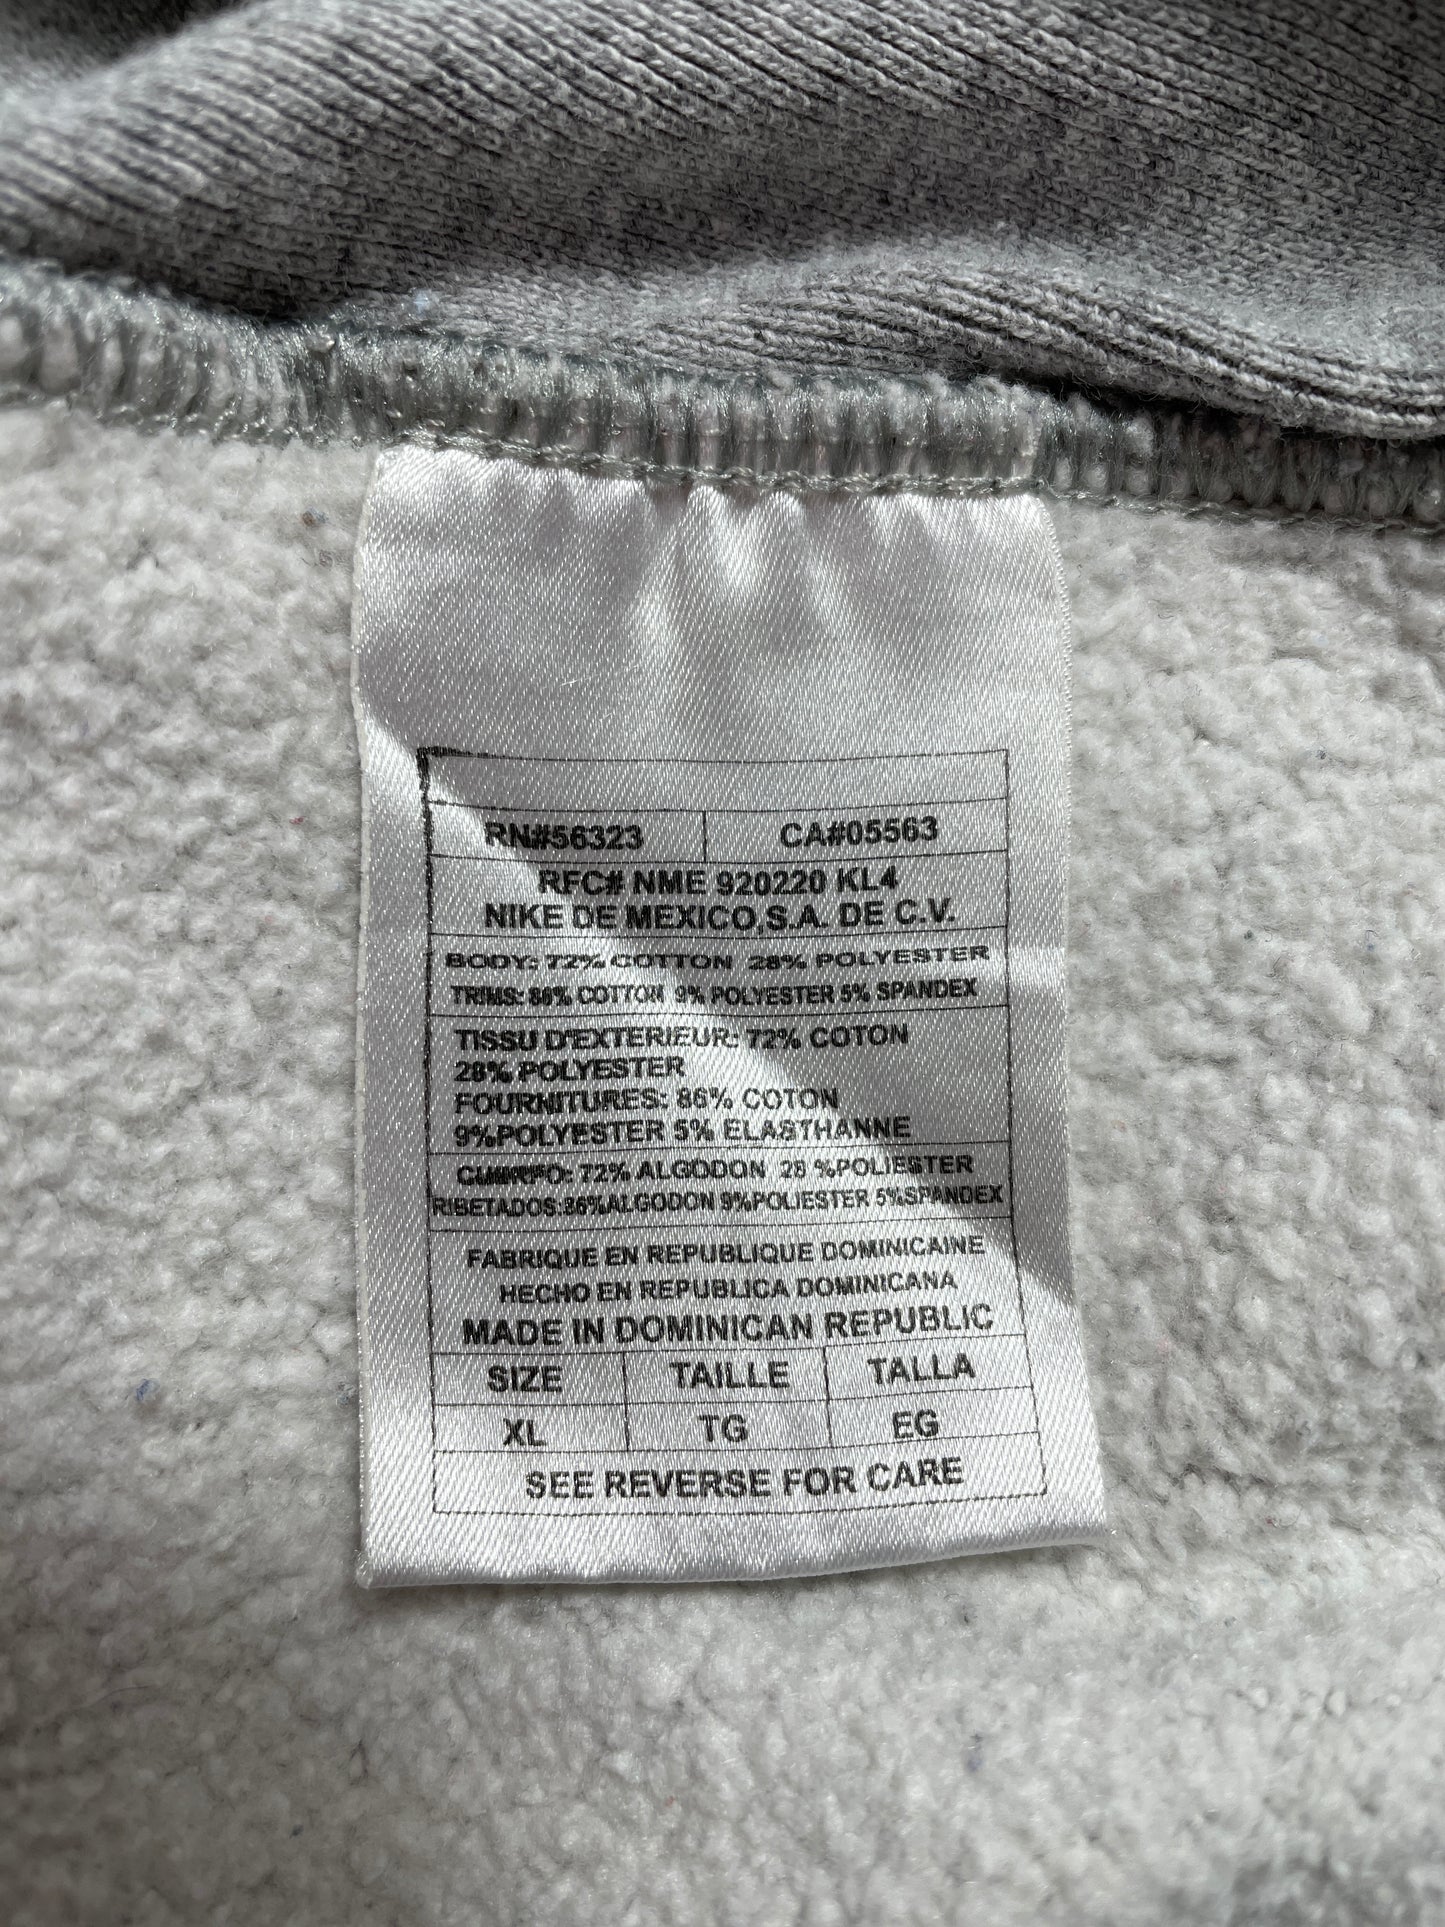 RN#56323 CA#05563
RFC# NME 920220 KL4
NIKE DE MEXICO,S.A. DE C.V.
BODY: 72% COTTON 28% POLYESTER
TRIMS: 86% COTTON 9% POLYESTER 5% SPANDEX
TISSU D'EXTERIEUR: 72% COTON
28% POLYESTER
FOURNITURES: 86% COTON
9%POLYESTER 5% ELASTHANNE
CUERPO: 72% ALGODON 28 %POLIESTER
RIBETADOS:86%ALGODON 9%POLIESTER 5%SPANDEX
FABRIQUE EN REPUBLIQUE DOMINICAINE
HECHO EN REPUBLICA DOMINICANA
MADE IN DOMINICAN REPUBLIC
SIZE TAILLE TALLA
XL TG EG
SEE REVERSE FOR CARE